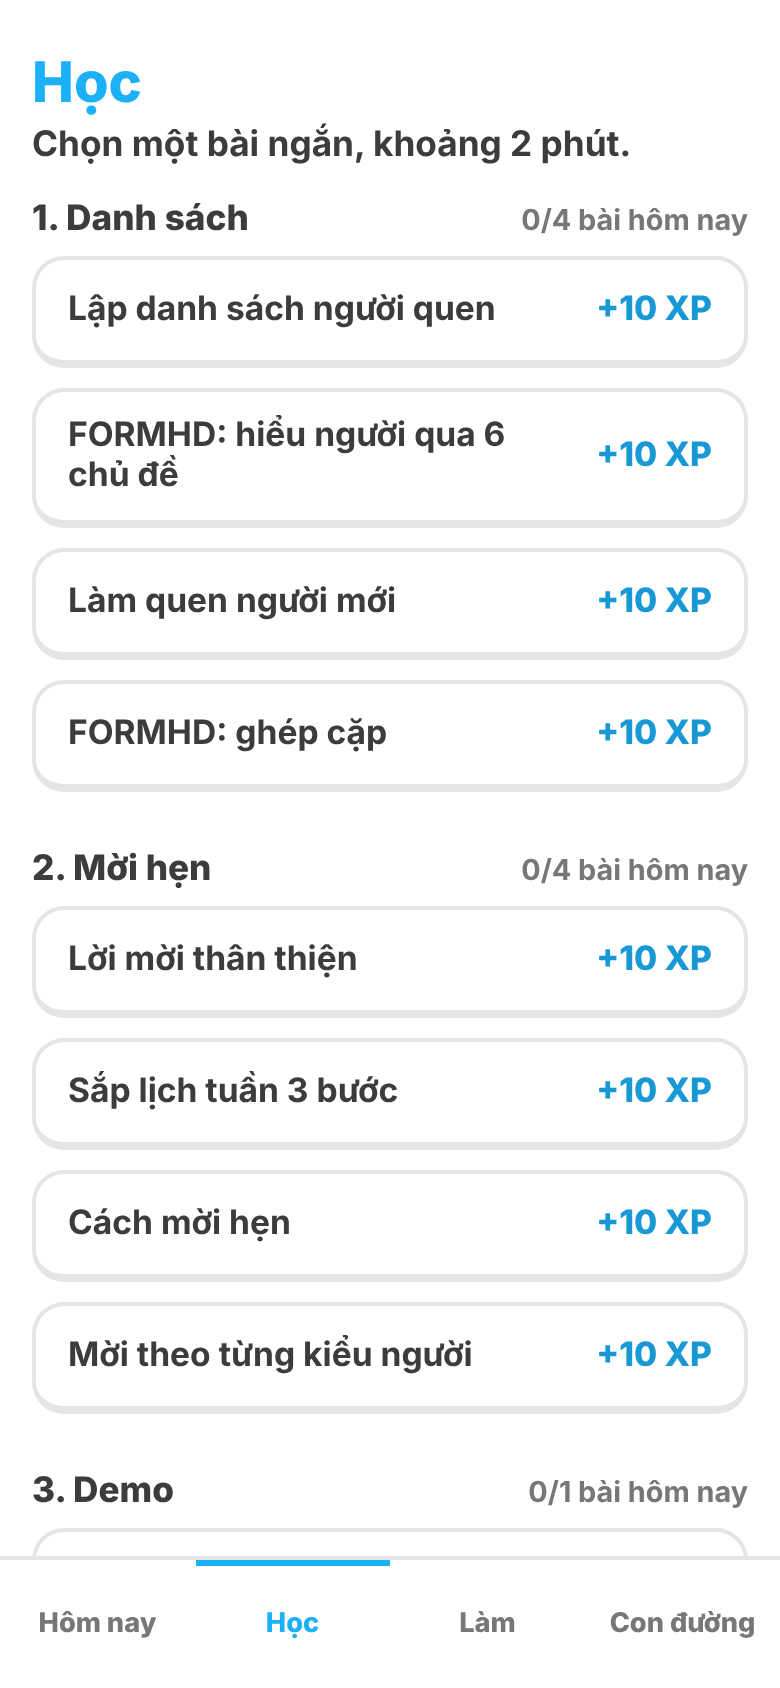 Học
Chọn một bài ngắn, khoảng 2 phút.
1. Danh sách
0/4 bài hôm nay
Lập danh sách người quen
+10 XP
FORMHD: hiểu người qua 6
chủ đề
+10 XP
Làm quen người mới
+10 XP
FORMHD: ghép cặp
+10 XP
2. Mời hẹn
0/4 bài hôm nay
Lời mời thân thiện
+10 XP
Sắp lịch tuần 3 bước
+10 XP
Cách mời hẹn
+10 XP
Mời theo từng kiểu người
+10 XP
3. Demo
0/1 bài hôm nay
Hôm nay
Học
Làm
Con đường